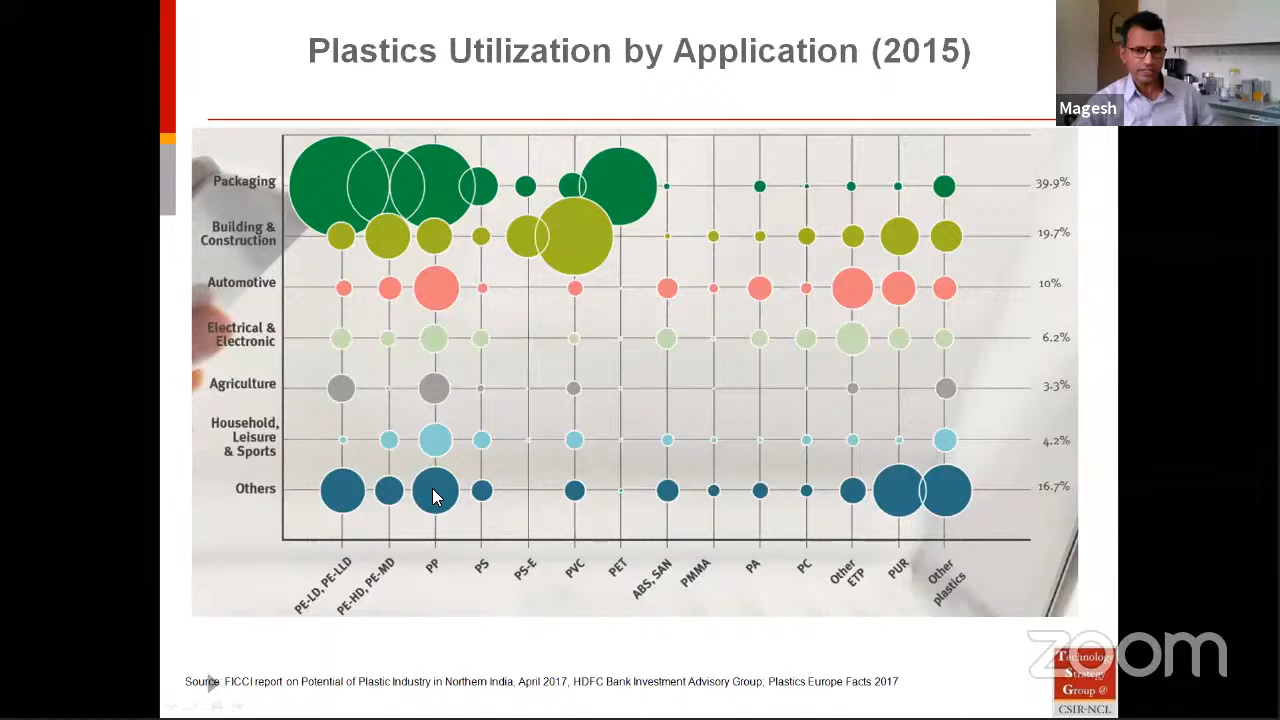 Plastics Utilization by Application (2015)
Magesh
Packaging
39.9%
Building &
Construction
19.7%
Automotive
10%
Electrical &
Electronic
6.2%
Agriculture
3.3%
Household,
Leisure
& Sports
4.2%
Others
16.7%
PE-LD, PE-LLD
PE-HD, PE-MD
PP
PS
PS-E
PVC
PET
ABS, SAN
PMMA
PA
PC
Other
ETP
PUR
Other
plastics
zoom
Technology
Strategy
Group @
CSIR-NCL
Source: FICCI report on Potential of Plastic Industry in Northern India, April 2017, HDFC Bank Investment Advisory Group; Plastics Europe Facts 2017